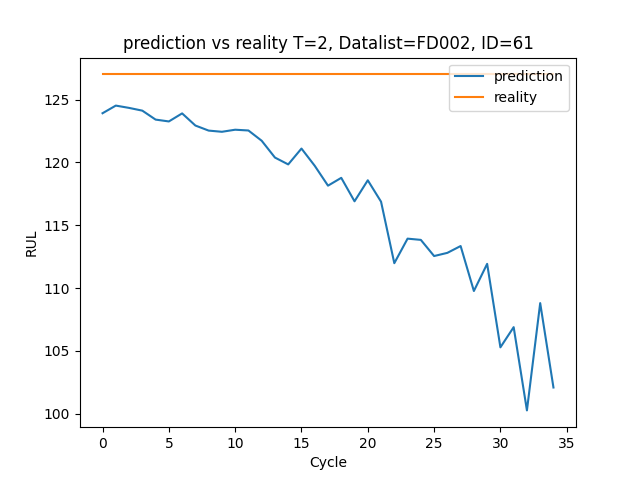 prediction vs reality T=2, Datalist=FD002, ID=61
prediction
reality
125
120
115
110
105
100
RUL
0 5 10 15 20 25 30 35
Cycle